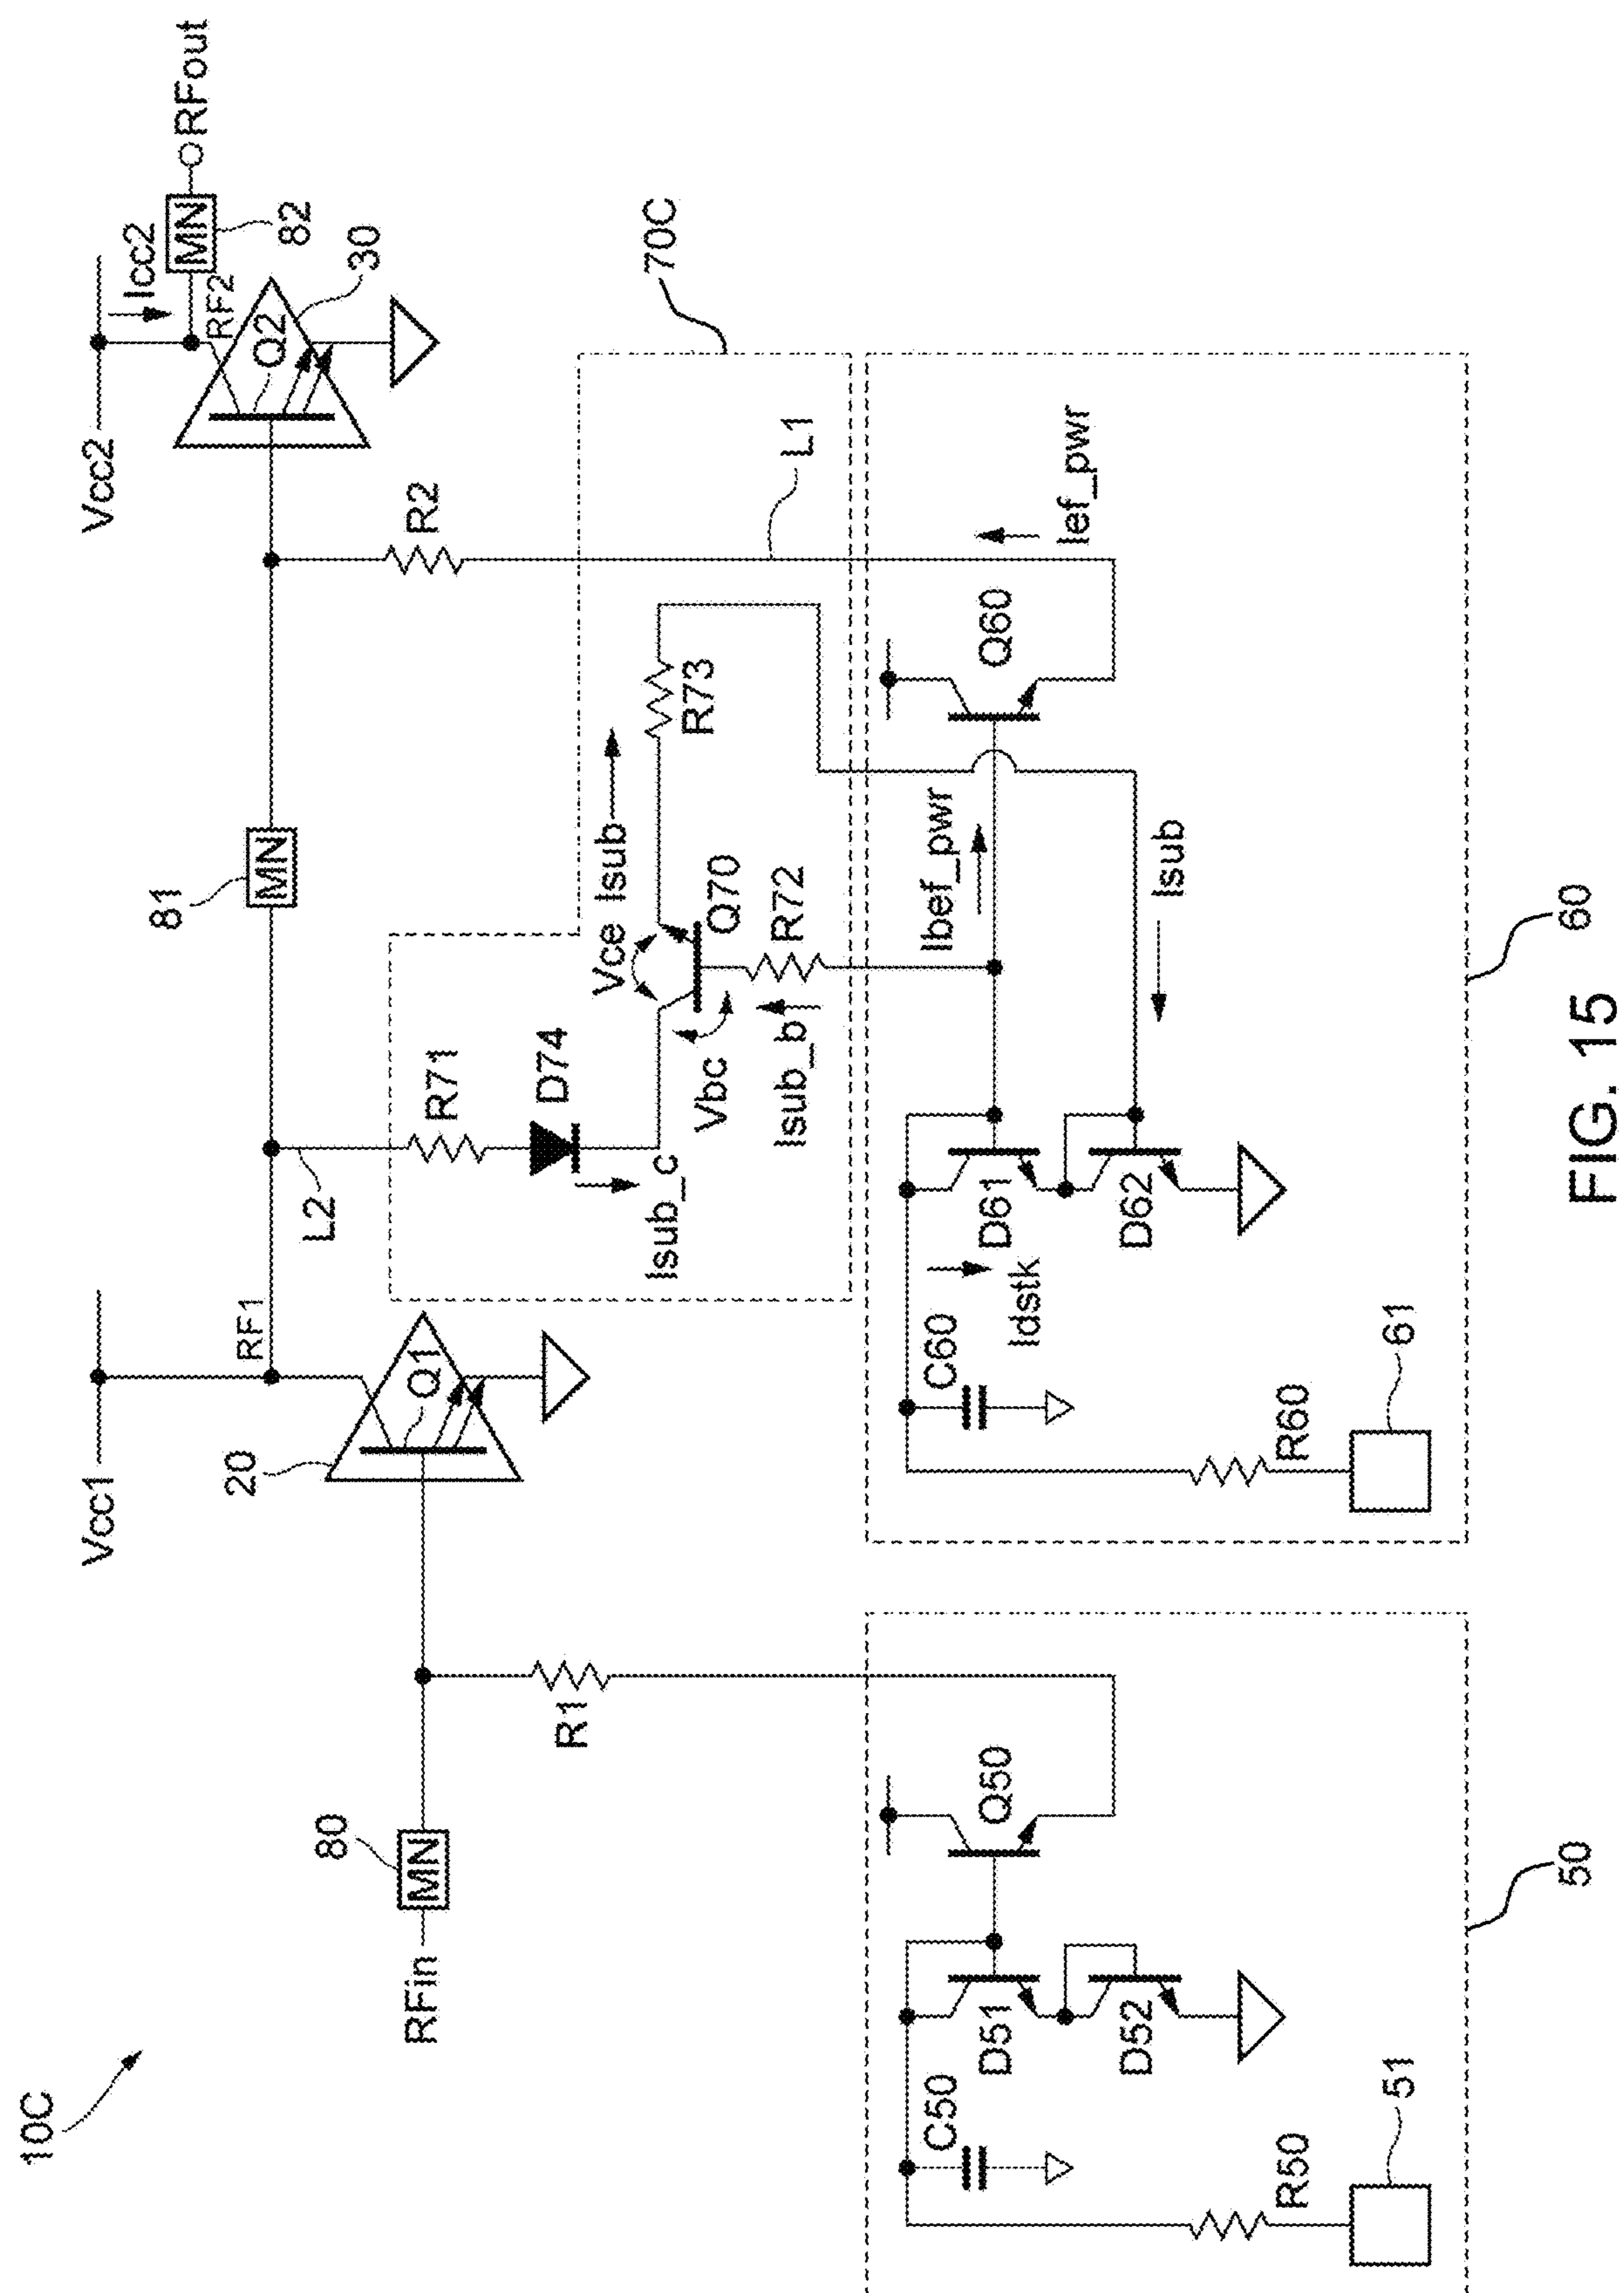 10C
Vcc1
Vcc2
Icc2
RFout
MN
82
RF2
Q2
30
81
MN
RF1
20
Q1
L2
R71
D74
Isub_c
Vce
Isub
Vbc
Q70
R73
R72
Isub_b
R2
70C
L1
80
MN
RFin
R1
C50
D51
D52
Q50
R50
51
50
C60
Idstk
D61
D62
Ibef_pwr
Isub
Q60
Ief_pwr
R60
61
60
FIG. 15